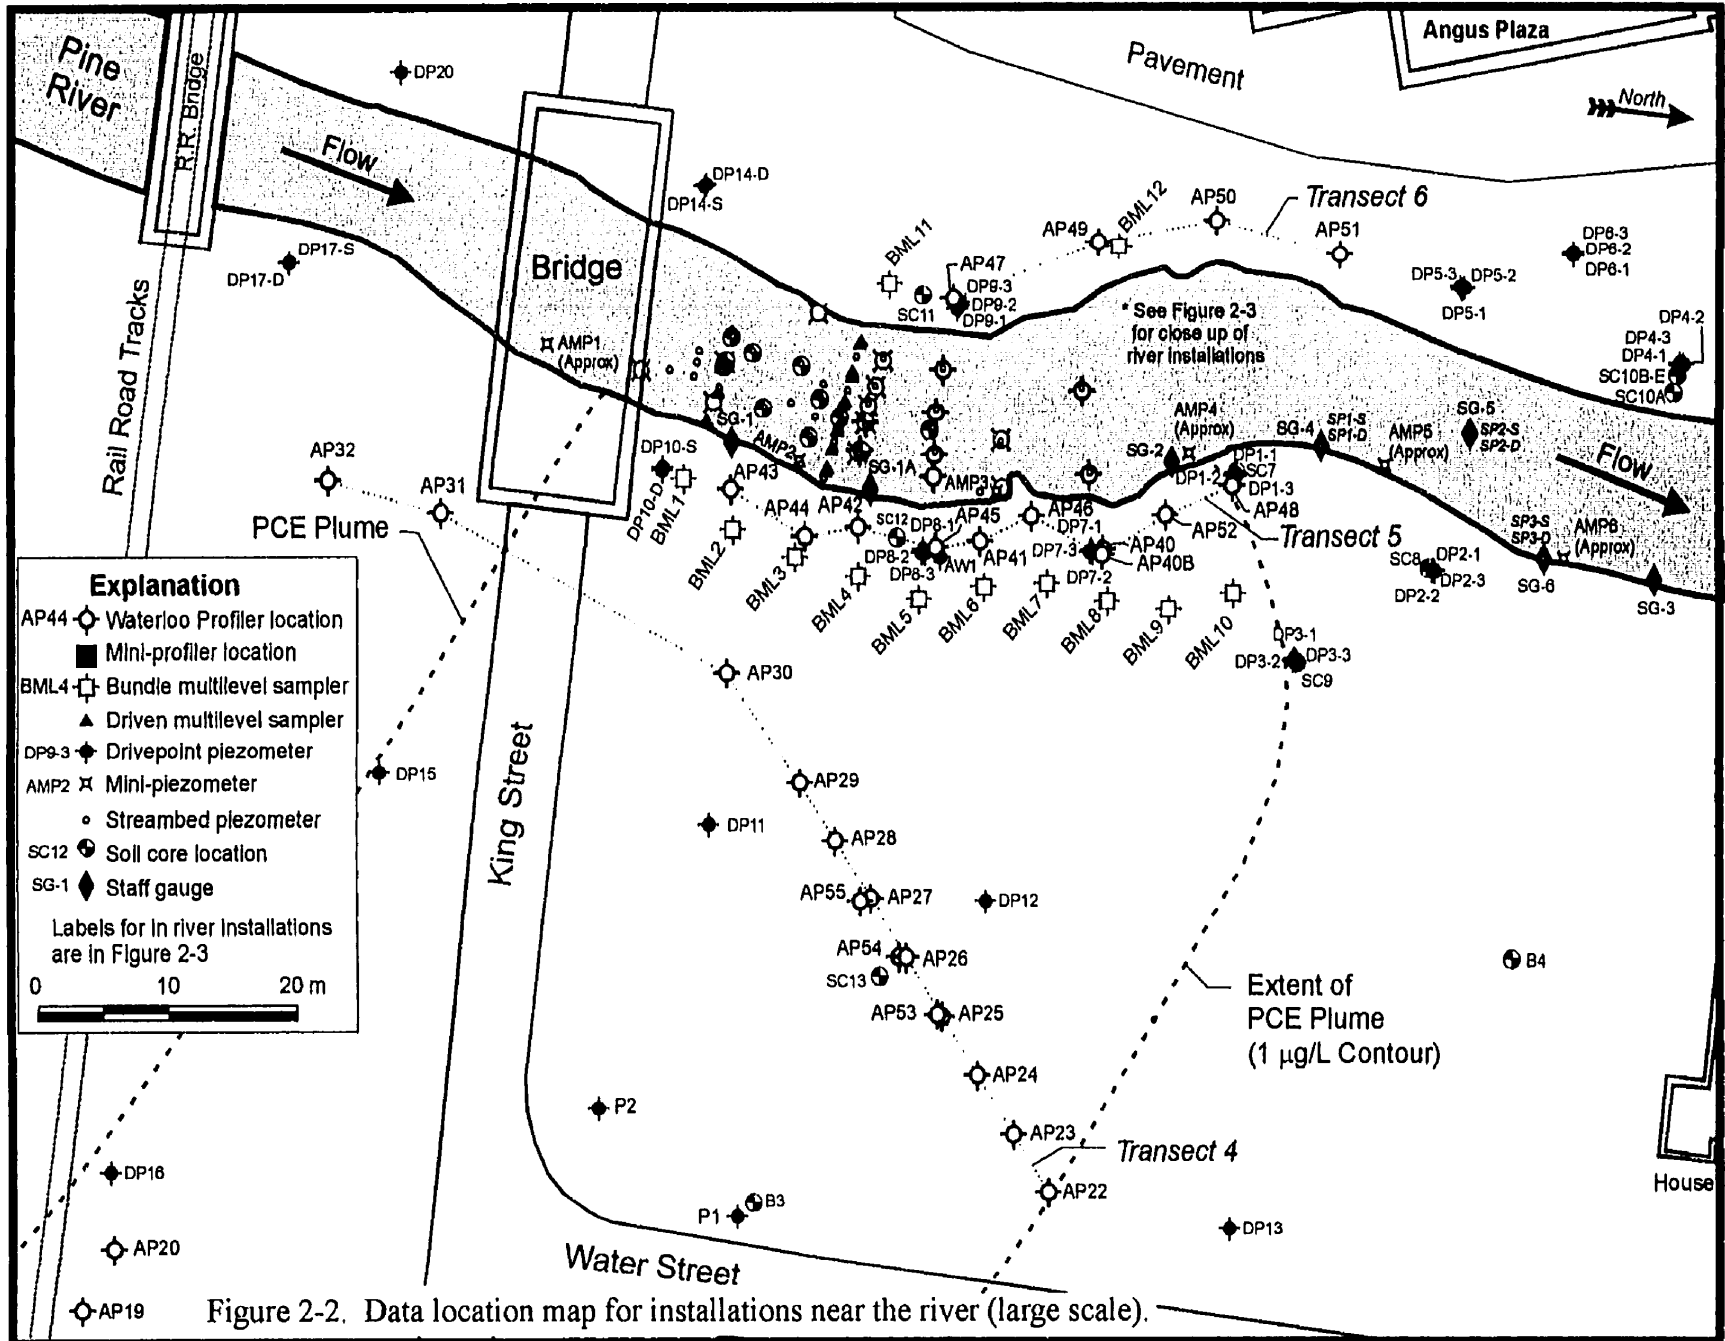 Angus Plaza
Pavement
North
Pine
River
R.R. Bridge
DP20
Flow
DP14-D
DP14-S
DP17-S
DP17-D
Bridge
Rail Road Tracks
Transect 6
AP50
BML12
AP49
AP51
BML11
AP47
DP9-3
DP9-2
DP9-1
SC11
DP6-3
DP6-2
DP6-1
DP5-3
DP5-2
DP5-1
* See Figure 2-3
for close up of
river installations
DP4-2
DP4-3
DP4-1
SC10B-E
SC10A
AMP1
(Approx)
SG-1
AMP2
SG-1A
AMP3
AMP4
(Approx)
SG-2
SG-4
SP1-S
SP1-D
AMP5
(Approx)
SG-5
SP2-S
SP2-D
Flow
DP1-1
SC7
DP1-2
DP1-3
AP48
AP52
Transect 5
SP3-S
SP3-D
AMP6
(Approx)
SG-6
SG-3
SC8
DP2-1
DP2-3
DP2-2
AP32
AP31
PCE Plume
DP10-S
DP10-D
BML1
AP43
AP44
AP42
SC12
DP8-1
DP8-2
DP8-3
AW1
AP45
AP41
AP46
DP7-1
DP7-3
DP7-2
AP40
AP40B
BML2
BML3
BML4
BML5
BML6
BML7
BML8
BML9
BML10
DP3-1
DP3-2
DP3-3
SC9
Explanation
AP44 Waterloo Profiler location
Mini-profiler location
BML4 Bundle multilevel sampler
Driven multilevel sampler
DP9-3 Drivepoint piezometer
AMP2 Mini-piezometer
Streambed piezometer
SC12 Soil core location
SG-1 Staff gauge
Labels for in river installations
are in Figure 2-3
0 10 20 m
AP30
DP15
King Street
AP29
DP11
AP28
AP55
AP27
DP12
AP54
AP26
SC13
AP53
AP25
B4
Extent of
PCE Plume
(1 µg/L Contour)
AP24
P2
AP23
Transect 4
AP22
DP16
P1
B3
DP13
House
AP20
Water Street
AP19
Figure 2-2. Data location map for installations near the river (large scale).